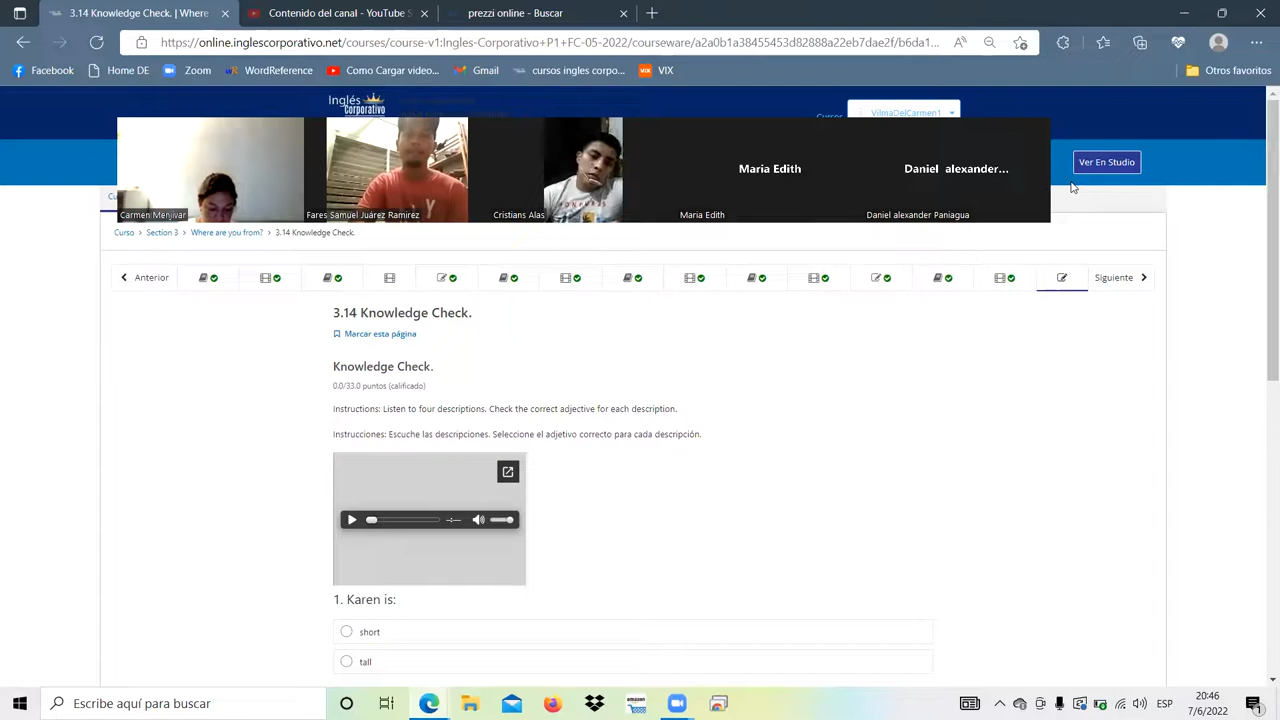 3.14 Knowledge Check. | Where
Contenido del canal - YouTube S
prezzi online - Buscar
https://online.inglescorporativo.net/courses/course-v1:Ingles-Corporativo+P1+FC-05-2022/courseware/a2a0b1a38455453d82888a22eb7dae2f/b6da1...
Facebook
Home DE
Zoom
WordReference
Como Cargar video...
Gmail
cursos ingles corpo...
VIX
Otros favoritos
Inglés
Corporativo
VilmaDelCarmen1
Ver En Studio
Maria Edith
Daniel alexander...
Carmen Menjivar
Fares Samuel Juárez Ramírez
Cristians Alas
Maria Edith
Daniel alexander Paniagua
Curso > Section 3 > Where are you from? > 3.14 Knowledge Check.
Anterior
Siguiente
3.14 Knowledge Check.
Marcar esta página
Knowledge Check.
0.0/33.0 puntos (calificado)
Instructions: Listen to four descriptions. Check the correct adjective for each description.
Instrucciones: Escuche las descripciones. Seleccione el adjetivo correcto para cada descripción.
-:--
1. Karen is:
short
tall
Escribe aquí para buscar
amazon
ESP
20:46
7/6/2022
1